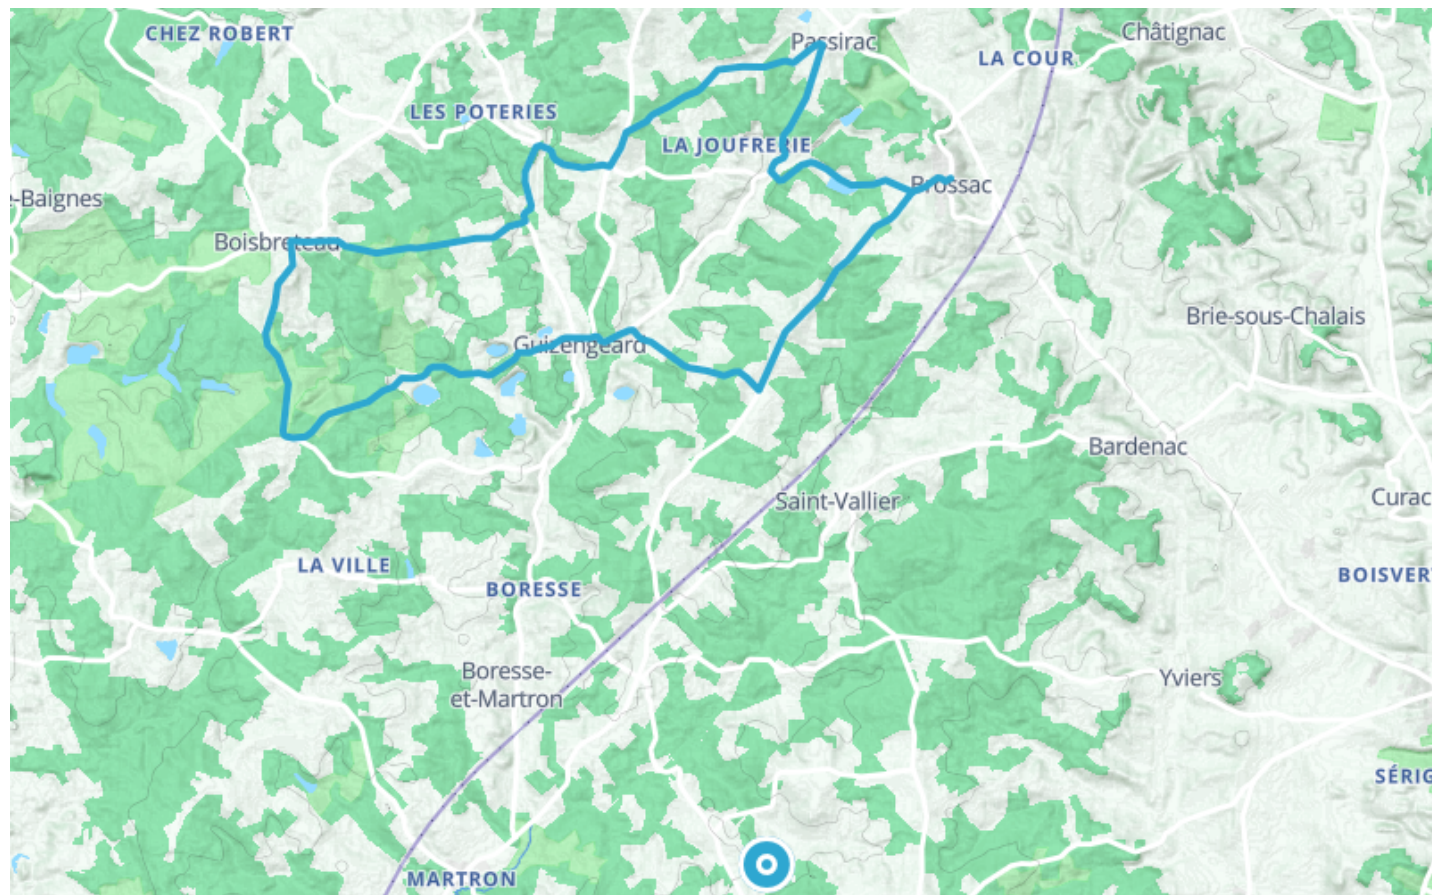 CHEZ ROBERT
Passirac
Châtignac
LA COUR
LES POTERIES
LA JOUFRERIE
Brossac
e-Baignes
Boisbreteau
Guizengeard
Brie-sous-Chalais
Bardenac
Saint-Vallier
Curac
LA VILLE
BORESSE
BOISVER
Boresse-
et-Martron
Yviers
SÉRIG
MARTRON